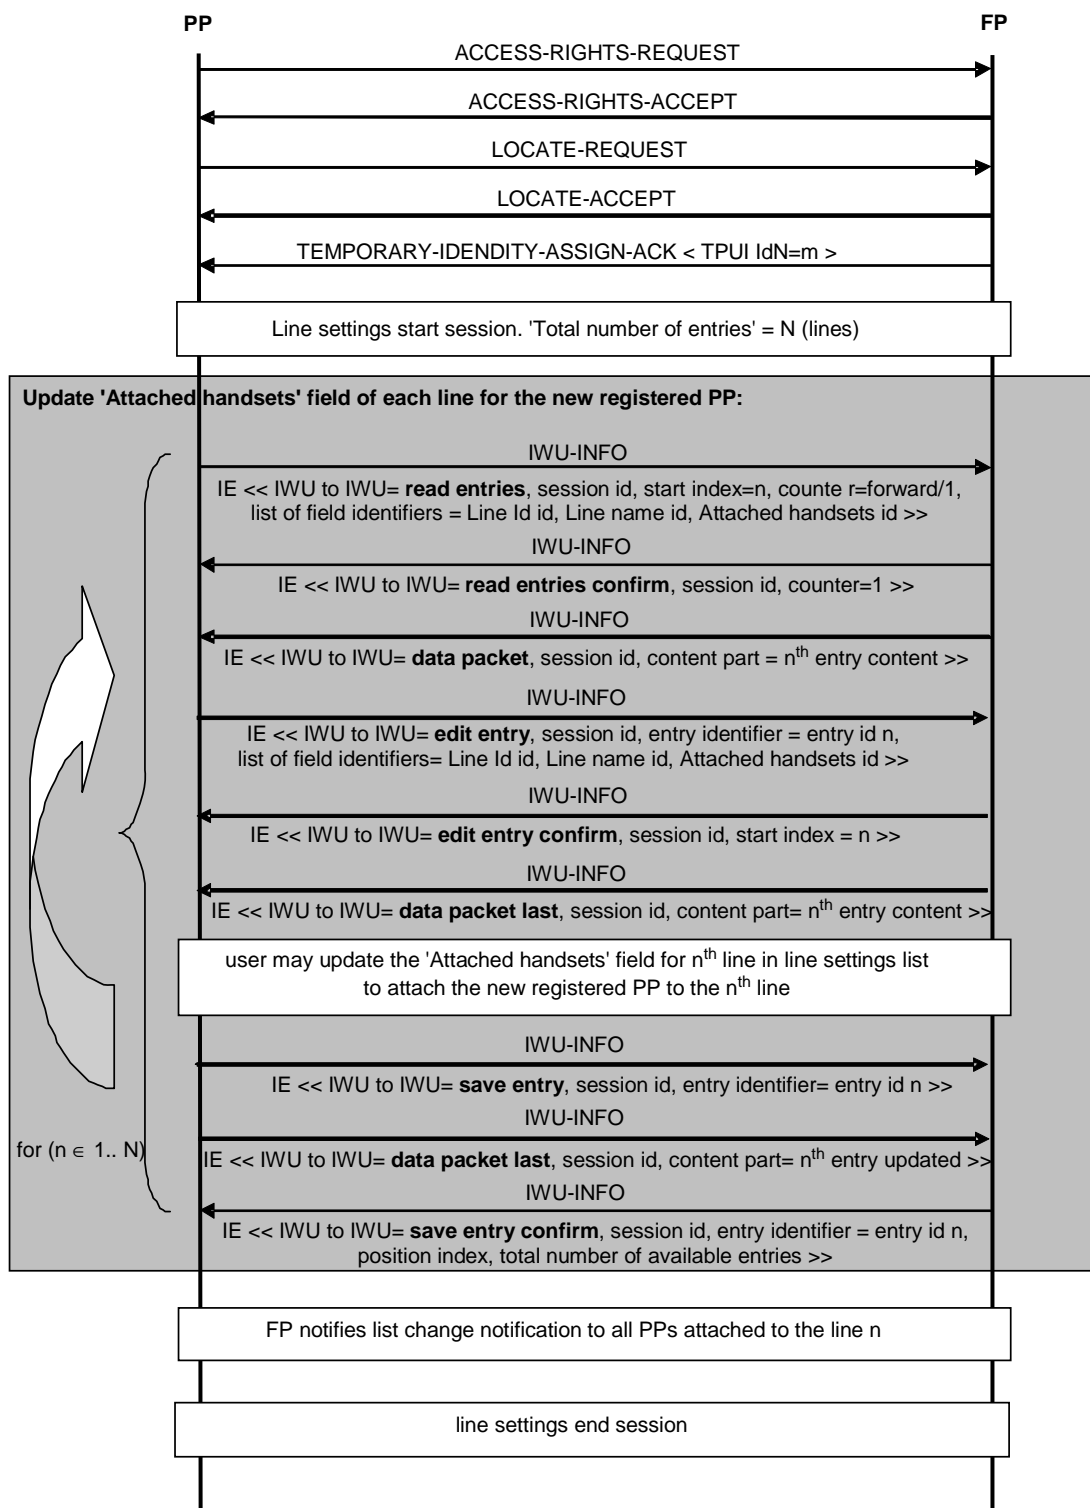 PP
FP
ACCESS-RIGHTS-REQUEST
ACCESS-RIGHTS-ACCEPT
LOCATE-REQUEST
LOCATE-ACCEPT
TEMPORARY-IDENDITY-ASSIGN-ACK < TPUI IdN=m >
Line settings start session. 'Total number of entries' = N (lines)
Update 'Attached handsets' field of each line for the new registered PP:
IWU-INFO
IE << IWU to IWU= read entries, session id, start index=n, counte r=forward/1,
list of field identifiers = Line Id id, Line name id, Attached handsets id >>
IWU-INFO
IE << IWU to IWU= read entries confirm, session id, counter=1 >>
IWU-INFO
IE << IWU to IWU= data packet, session id, content part = nth entry content >>
IWU-INFO
IE << IWU to IWU= edit entry, session id, entry identifier = entry id n,
list of field identifiers= Line Id id, Line name id, Attached handsets id >>
IWU-INFO
IE << IWU to IWU= edit entry confirm, session id, start index = n >>
IWU-INFO
IE << IWU to IWU= data packet last, session id, content part= nth entry content >>
user may update the 'Attached handsets' field for nth line in line settings list
to attach the new registered PP to the nth line
IWU-INFO
IE << IWU to IWU= save entry, session id, entry identifier= entry id n >>
IWU-INFO
for (n ∈ 1.. N)
IE << IWU to IWU= data packet last, session id, content part= nth entry updated >>
IWU-INFO
IE << IWU to IWU= save entry confirm, session id, entry identifier = entry id n,
position index, total number of available entries >>
FP notifies list change notification to all PPs attached to the line n
line settings end session